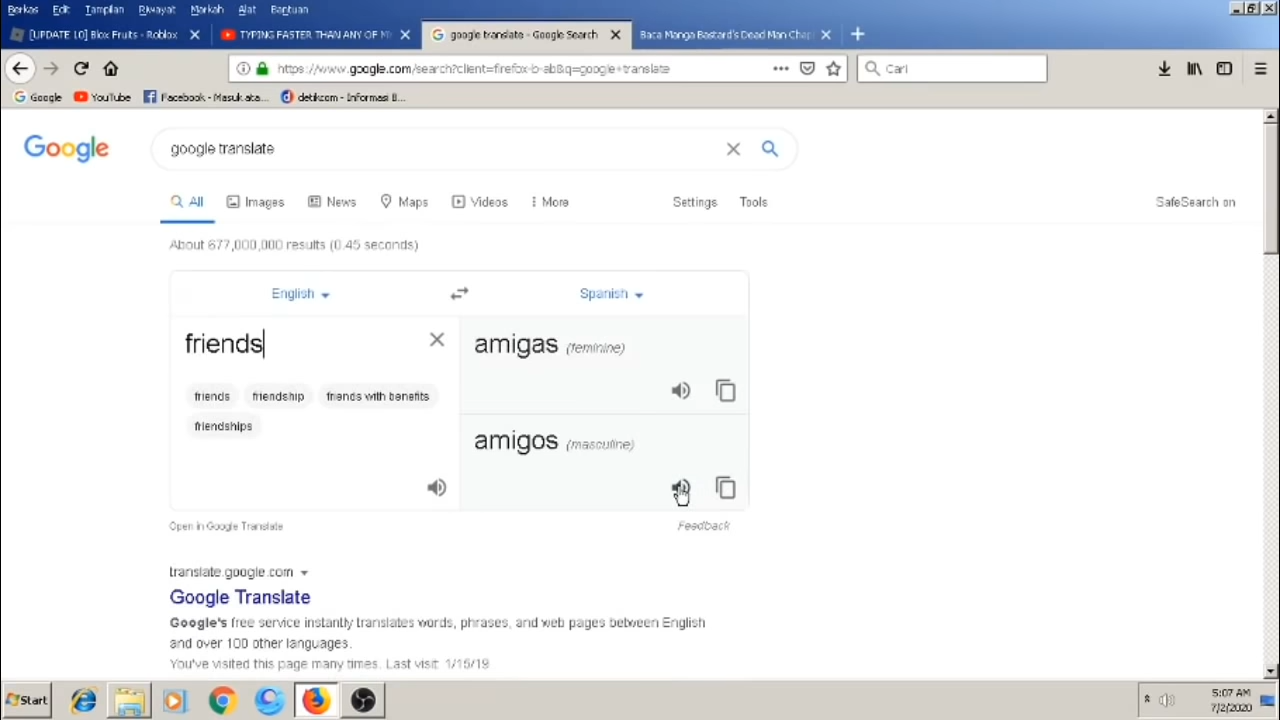 Berkas Edit Tampilan Riwayat Markah Alat Bantuan
[UPDATE 10] Blox Fruits - Roblox TYPING FASTER THAN ANY OF M google translate - Google Search Baca Manga Bastard's Dead Man Chap
https://www.google.com/search?client=firefox-b-ab&q=google+translate Cari
Google YouTube Facebook - Masuk ata... detikcom - Informasi B...
Google google translate
All Images News Maps Videos More Settings Tools SafeSearch on
About 677,000,000 results (0.45 seconds)
English Spanish
friends amigas (feminine)
friends friendship friends with benefits
friendships
amigos (masculine)
Open in Google Translate Feedback
translate.google.com
Google Translate
Google's free service instantly translates words, phrases, and web pages between English
and over 100 other languages.
You've visited this page many times. Last visit: 1/15/19
Start 5:07 AM
7/2/2020